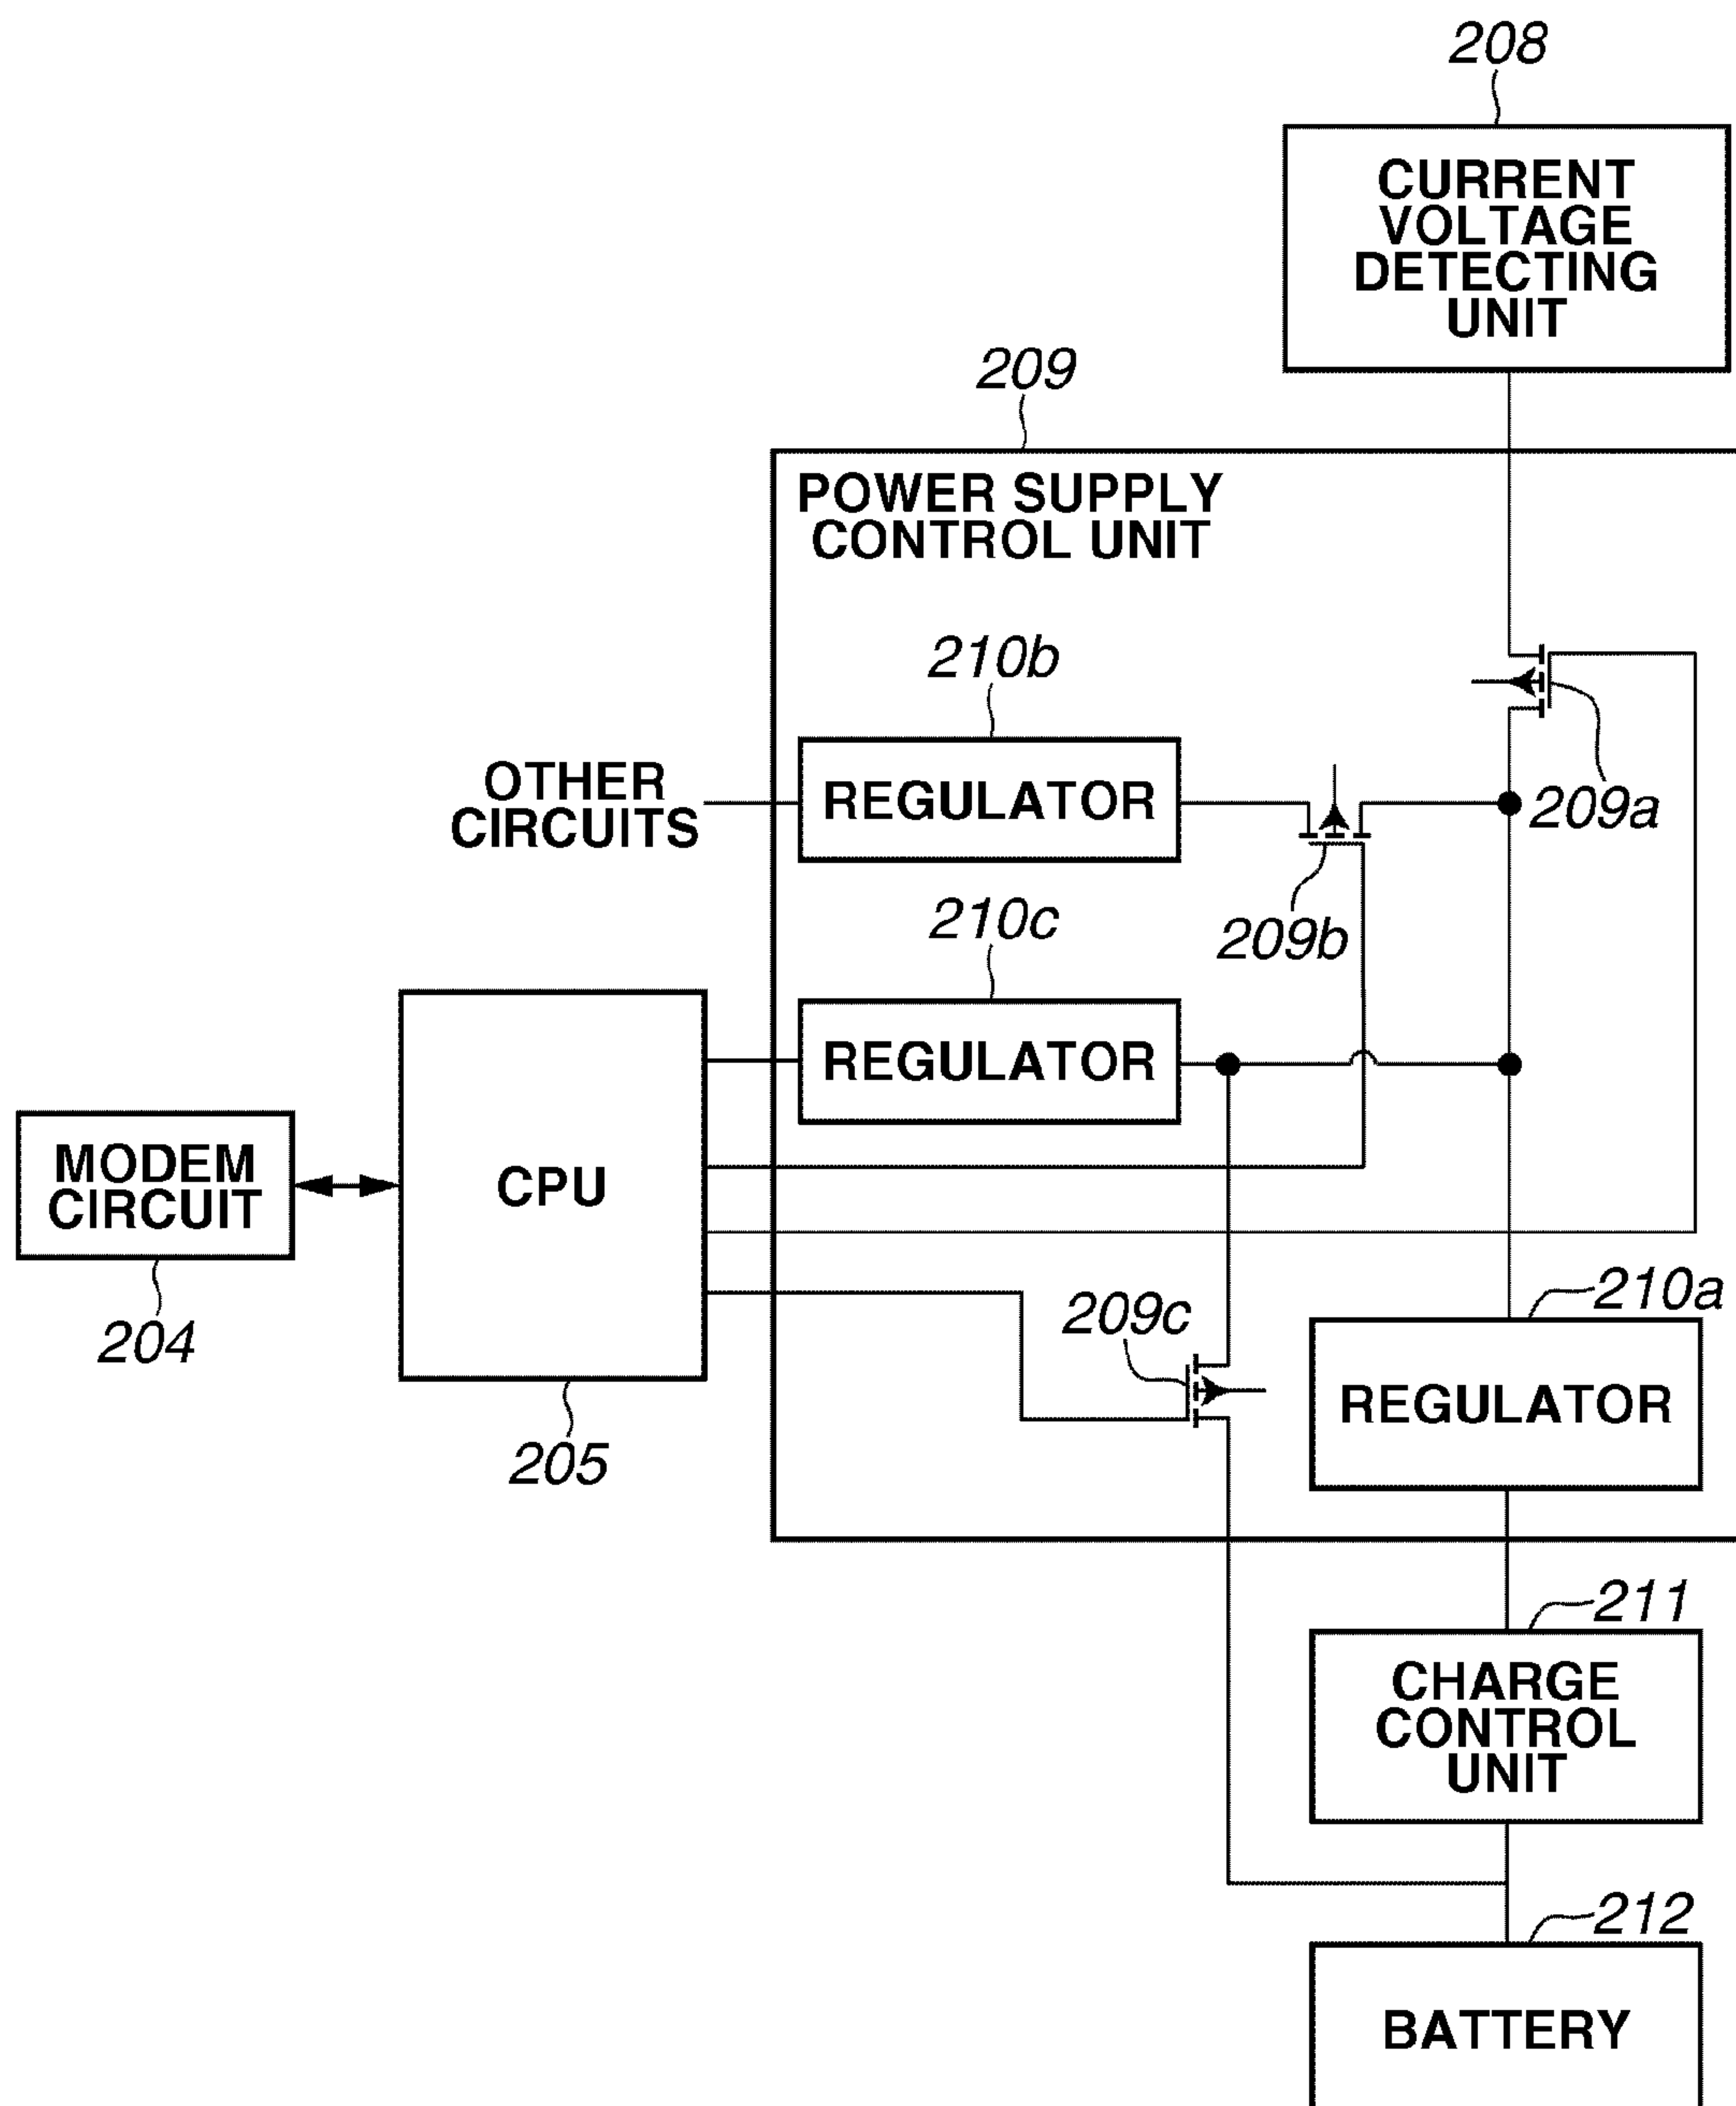 208
CURRENT
VOLTAGE
DETECTING
UNIT
209
POWER SUPPLY
CONTROL UNIT
210b
REGULATOR
OTHER
CIRCUITS
209a
209b
210c
REGULATOR
MODEM
CIRCUIT
204
CPU
205
209c
210a
REGULATOR
211
CHARGE
CONTROL
UNIT
212
BATTERY